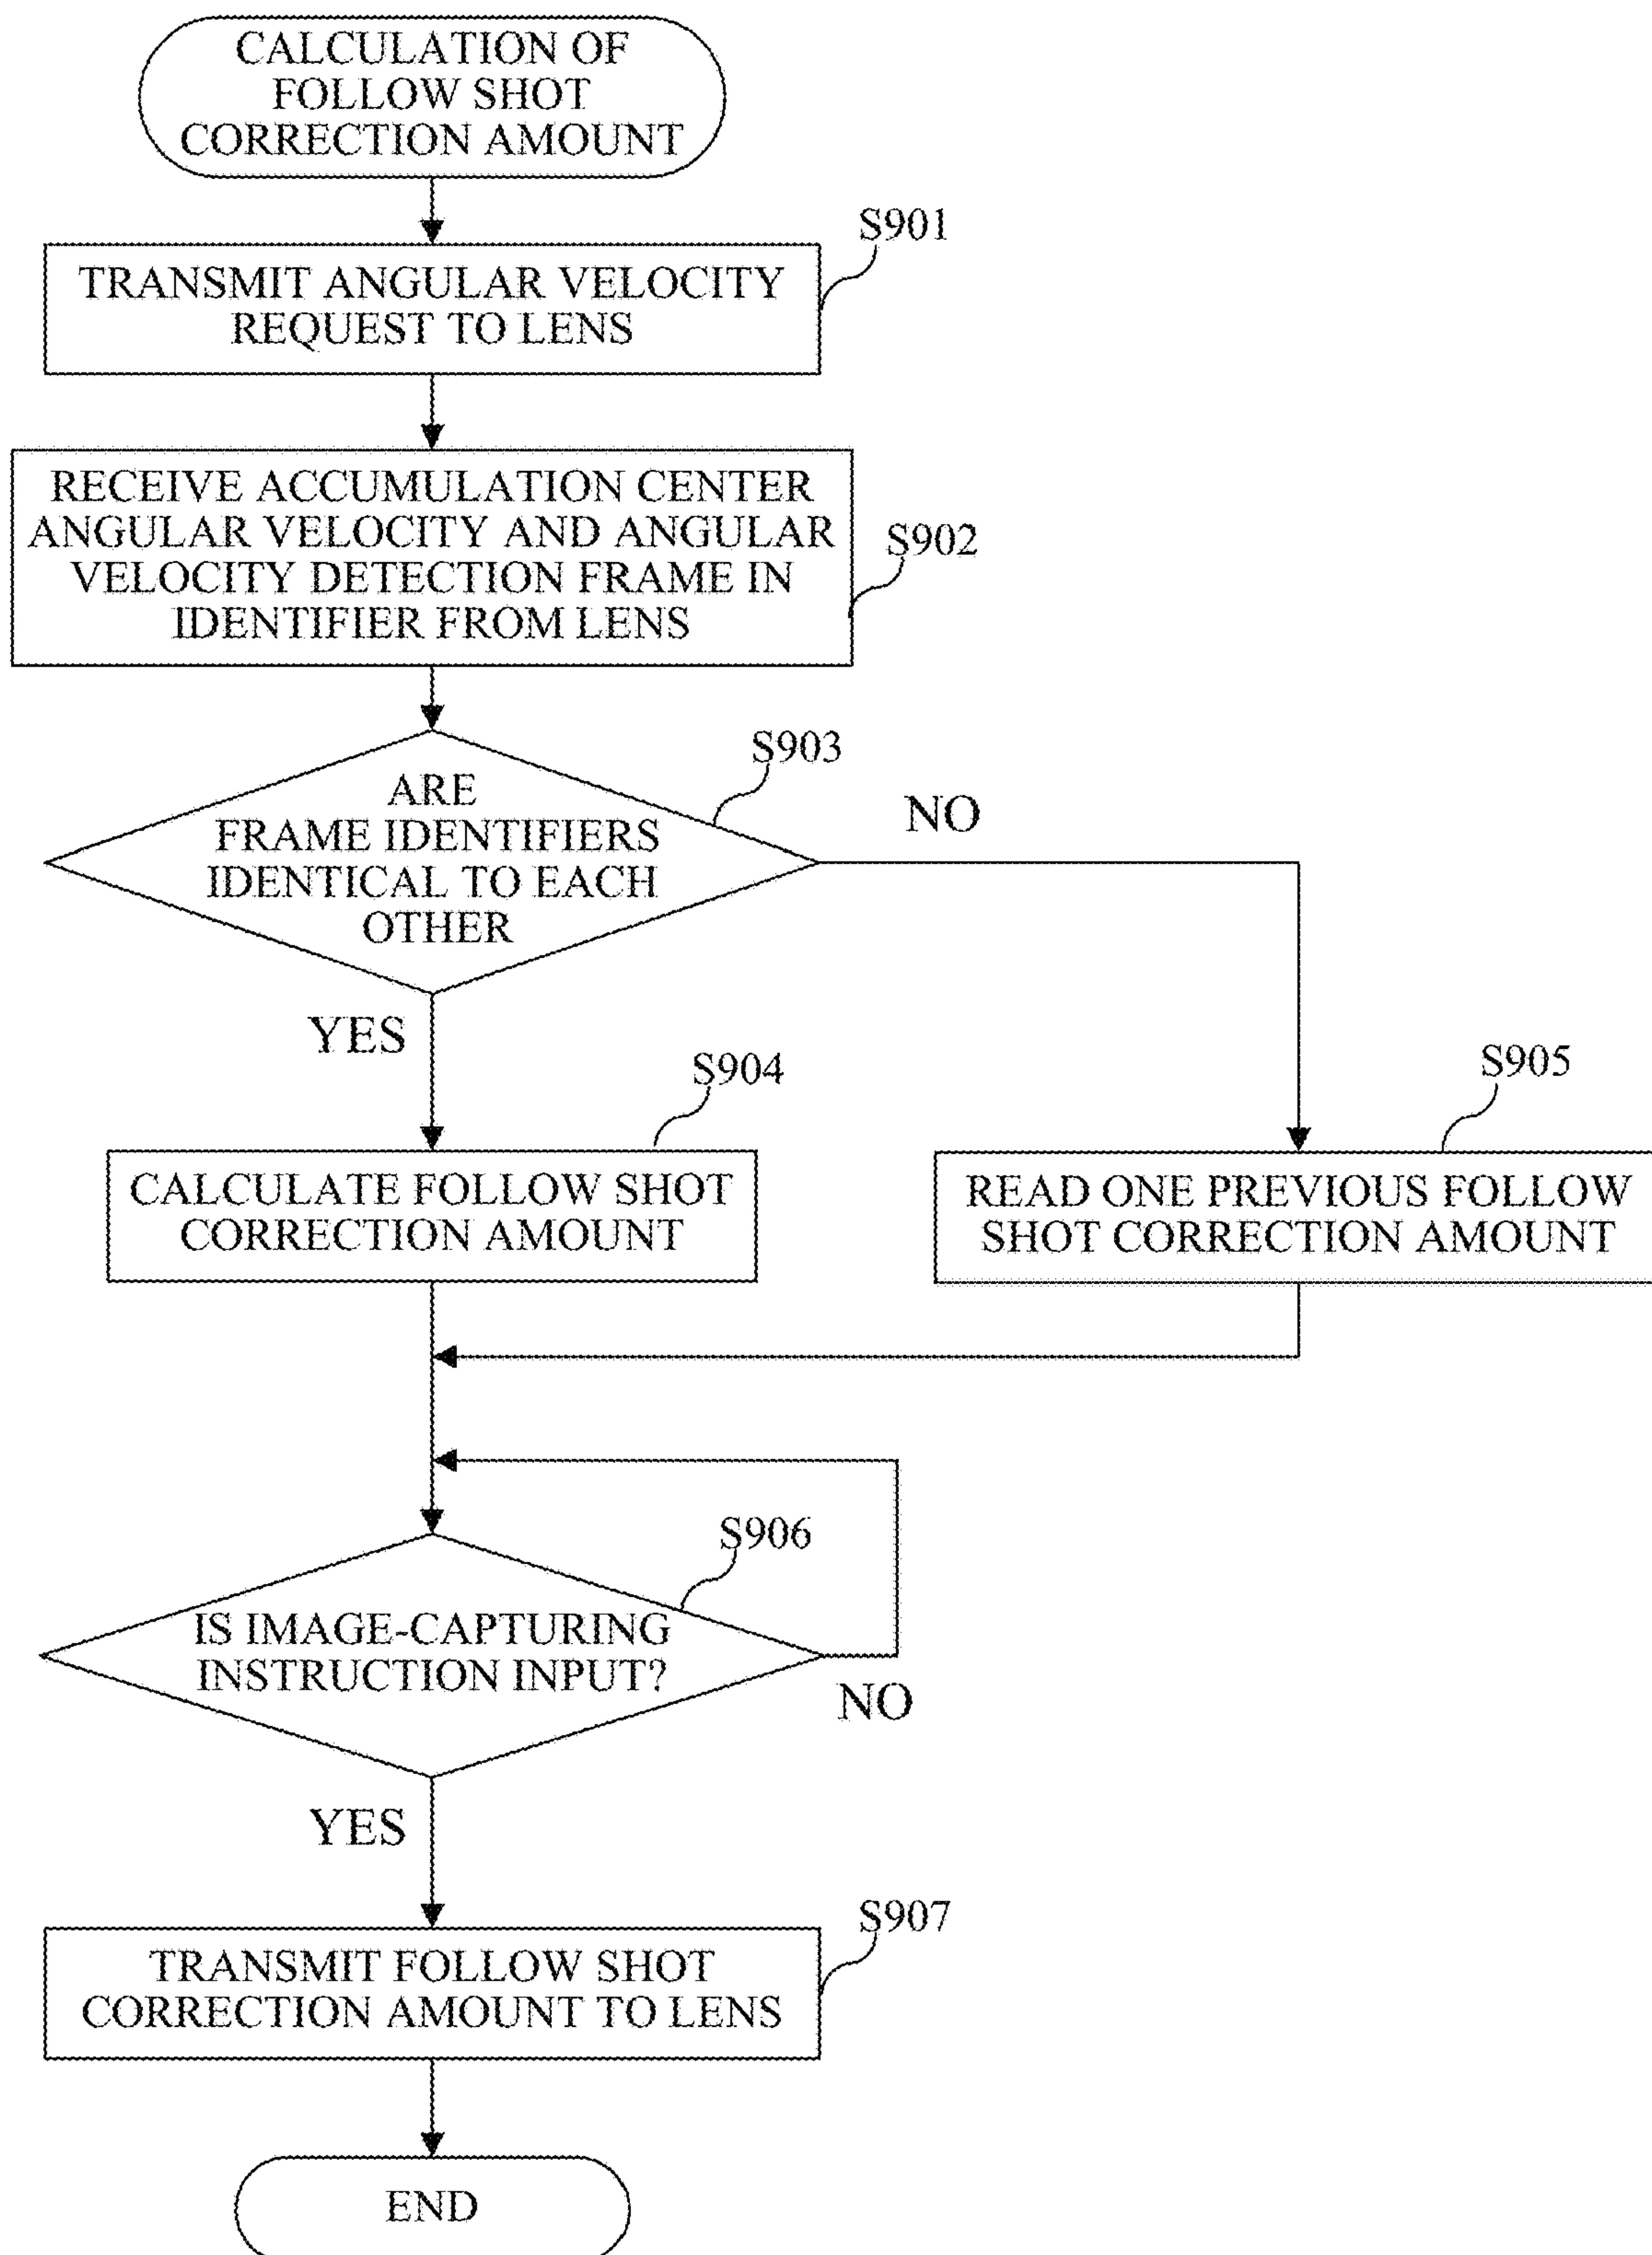 CALCULATION OF
FOLLOW SHOT
CORRECTION AMOUNT
S901
TRANSMIT ANGULAR VELOCITY
REQUEST TO LENS
S902
RECEIVE ACCUMULATION CENTER
ANGULAR VELOCITY AND ANGULAR
VELOCITY DETECTION FRAME IN
IDENTIFIER FROM LENS
S903
ARE
FRAME IDENTIFIERS
IDENTICAL TO EACH
OTHER
NO
YES
S904
CALCULATE FOLLOW SHOT
CORRECTION AMOUNT
S905
READ ONE PREVIOUS FOLLOW
SHOT CORRECTION AMOUNT
S906
IS IMAGE-CAPTURING
INSTRUCTION INPUT?
NO
YES
S907
TRANSMIT FOLLOW SHOT
CORRECTION AMOUNT TO LENS
END